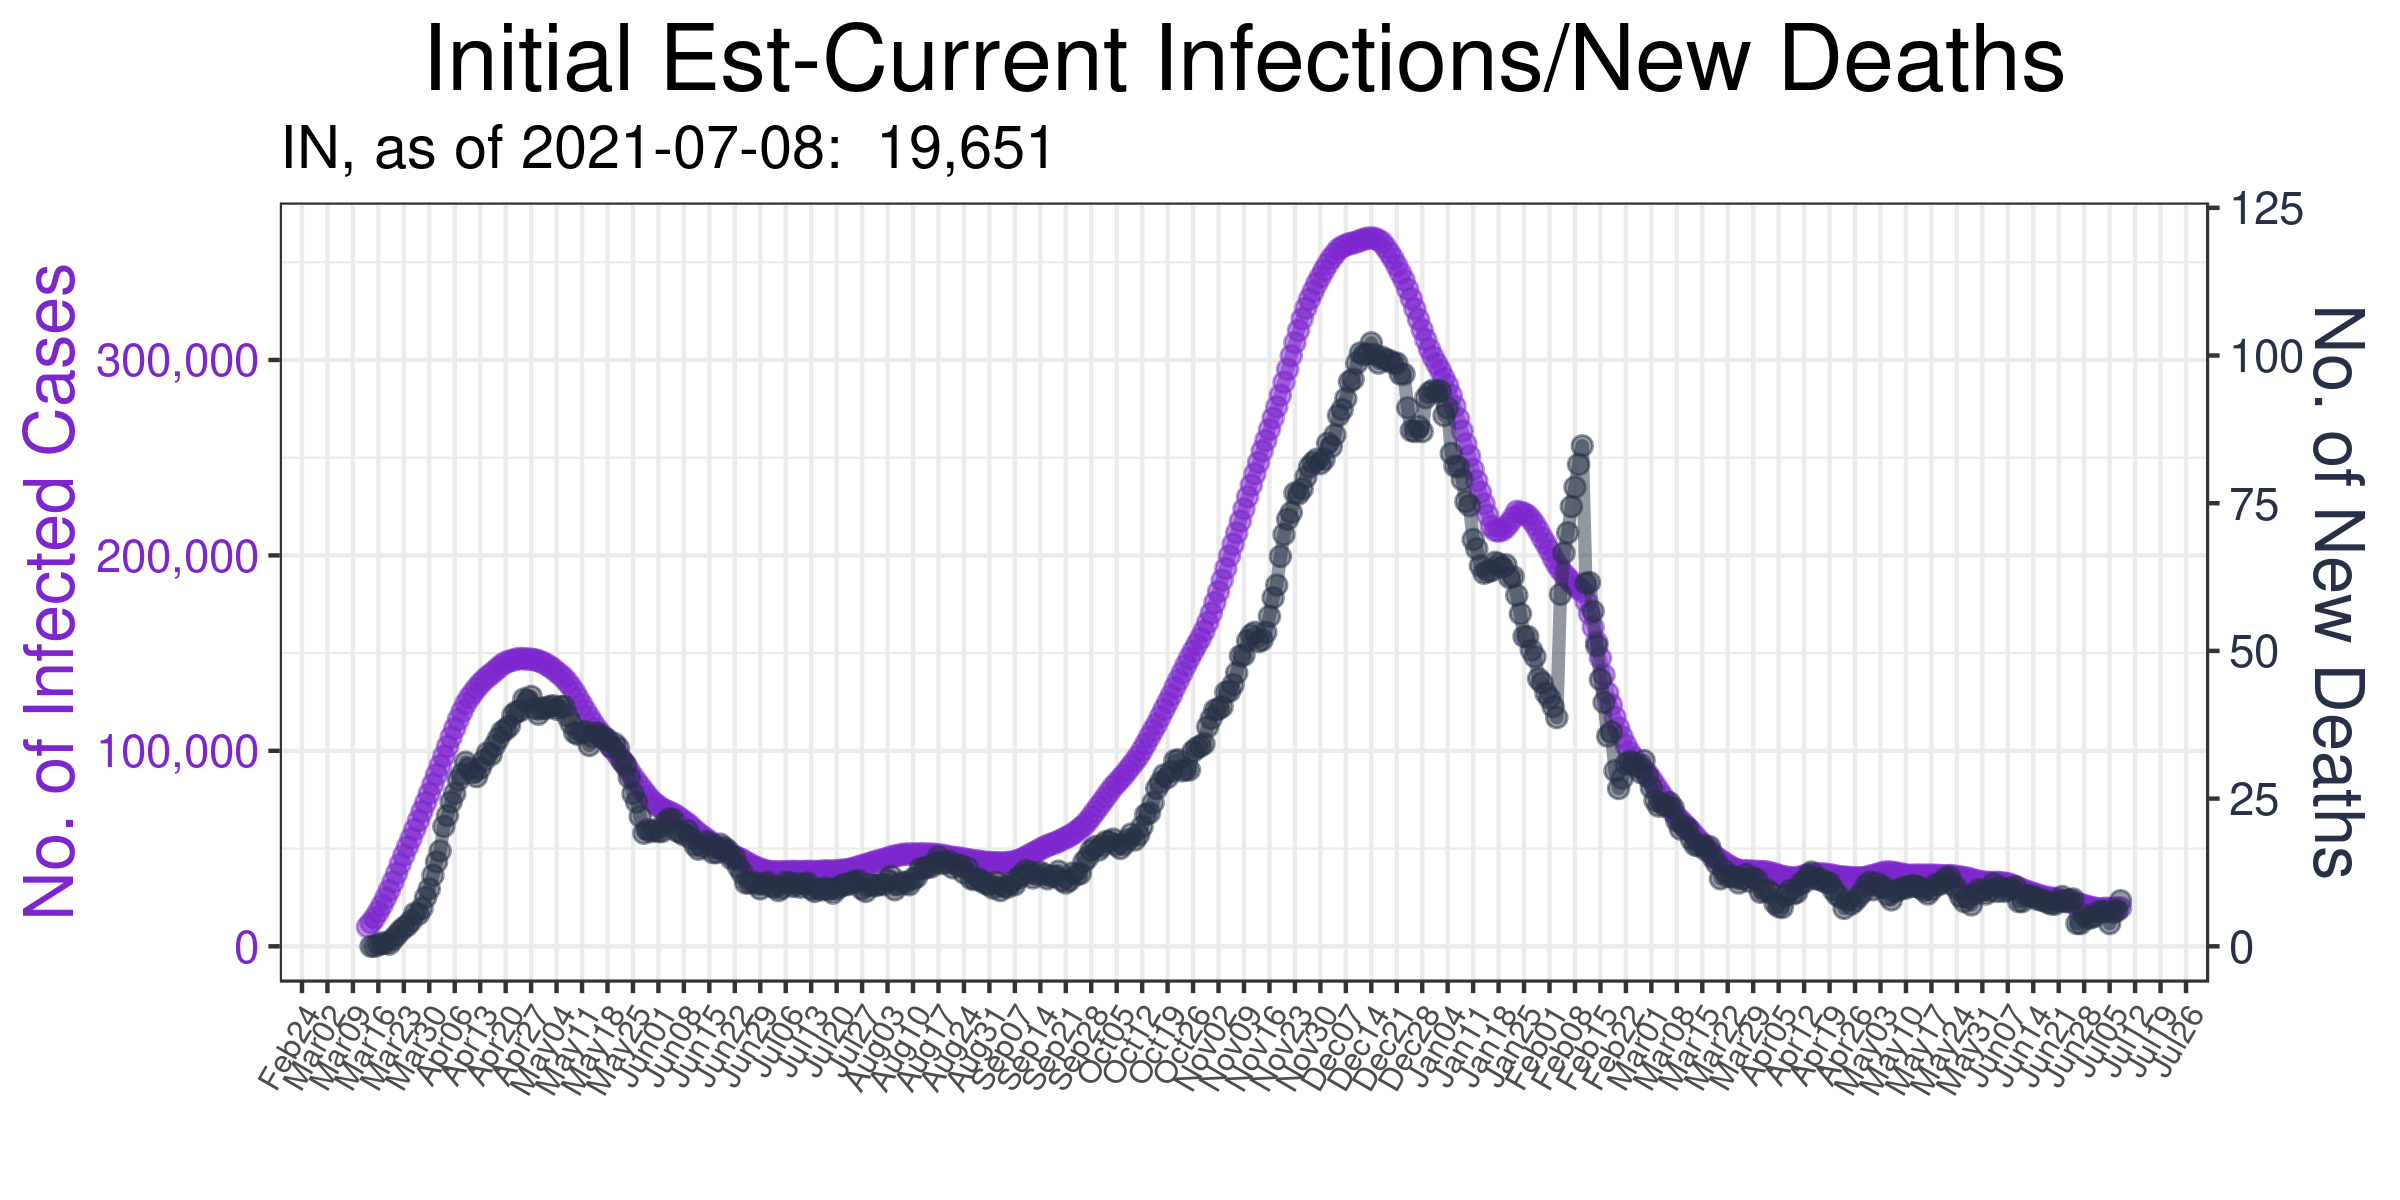 Initial Est-Current Infections/New Deaths
IN, as of 2021-07-08:  19,651
No. of Infected Cases
300,000
200,000
100,000
0
125
100
75
50
25
0
No. of New Deaths
Feb24
Mar02
Mar09
Mar16
Mar23
Mar30
Apr06
Apr13
Apr20
Apr27
May04
May11
May18
May25
Jun01
Jun08
Jun15
Jun22
Jun29
Jul06
Jul13
Jul20
Jul27
Aug03
Aug10
Aug17
Aug24
Aug31
Sep07
Sep14
Sep21
Sep28
Oct05
Oct12
Oct19
Oct26
Nov02
Nov09
Nov16
Nov23
Nov30
Dec07
Dec14
Dec21
Dec28
Jan04
Jan11
Jan18
Jan25
Feb01
Feb08
Feb15
Feb22
Mar01
Mar08
Mar15
Mar22
Mar29
Apr05
Apr12
Apr19
Apr26
May03
May10
May17
May24
May31
Jun07
Jun14
Jun21
Jun28
Jul05
Jul12
Jul19
Jul26